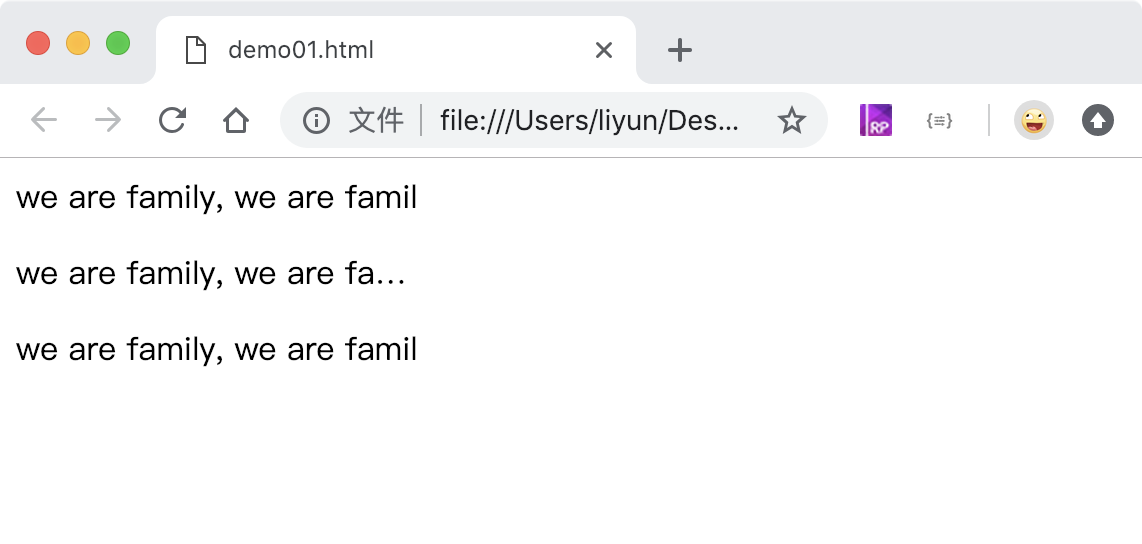 demo01.html
文件 file:///Users/liyun/Des...
RP
we are family, we are famil
we are family, we are fa...
we are family, we are famil